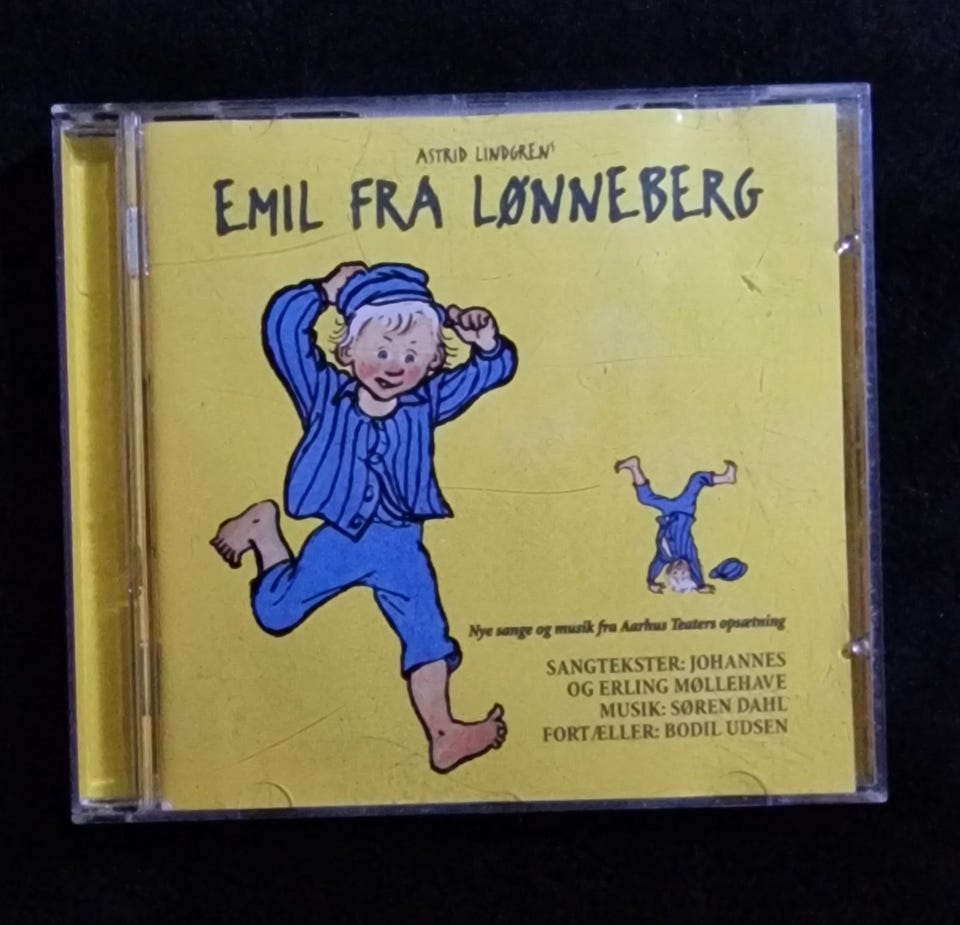 ASTRID LINDGRENS
EMIL FRA LØNNEBERG
Nye sange og musik fra Aarhus Teaters opsætning
SANGTEKSTER: JOHANNES
OG ERLING MØLLEHAVE
MUSIK: SØREN DAHL
FORTÆLLER: BODIL UDSEN